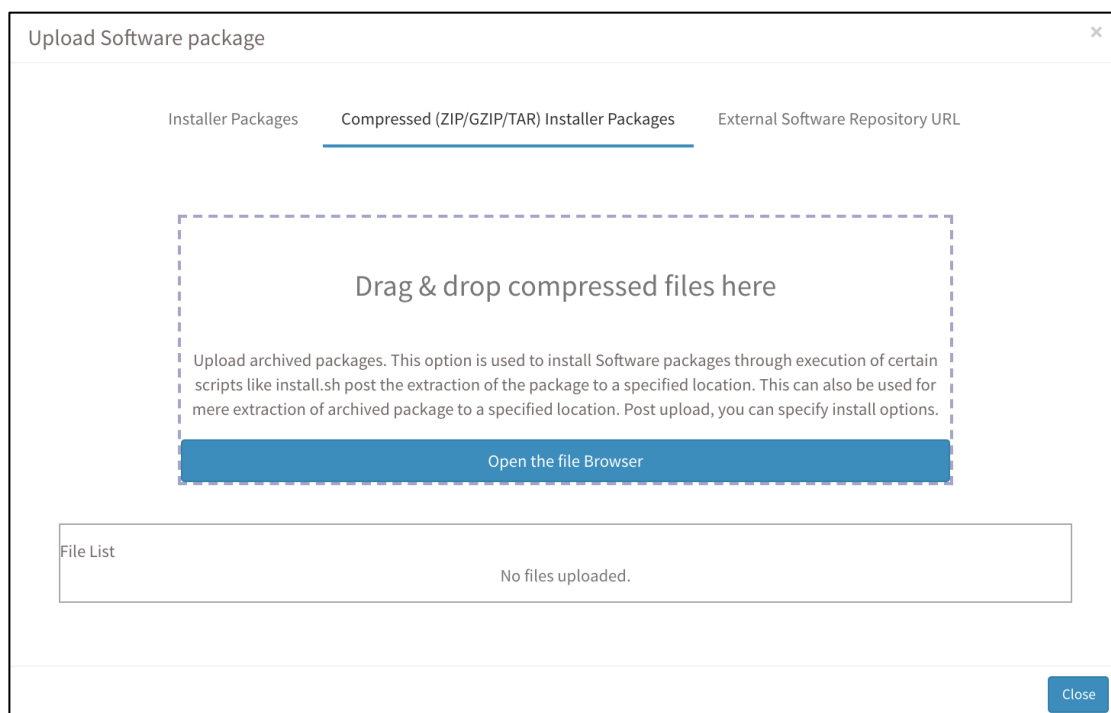 Upload Software package
×
Installer Packages
Compressed (ZIP/GZIP/TAR) Installer Packages
External Software Repository URL
Drag & drop compressed files here
Upload archived packages. This option is used to install Software packages through execution of certain
scripts like install.sh post the extraction of the package to a specified location. This can also be used for
mere extraction of archived package to a specified location. Post upload, you can specify install options.
Open the file Browser
File List
No files uploaded.
Close